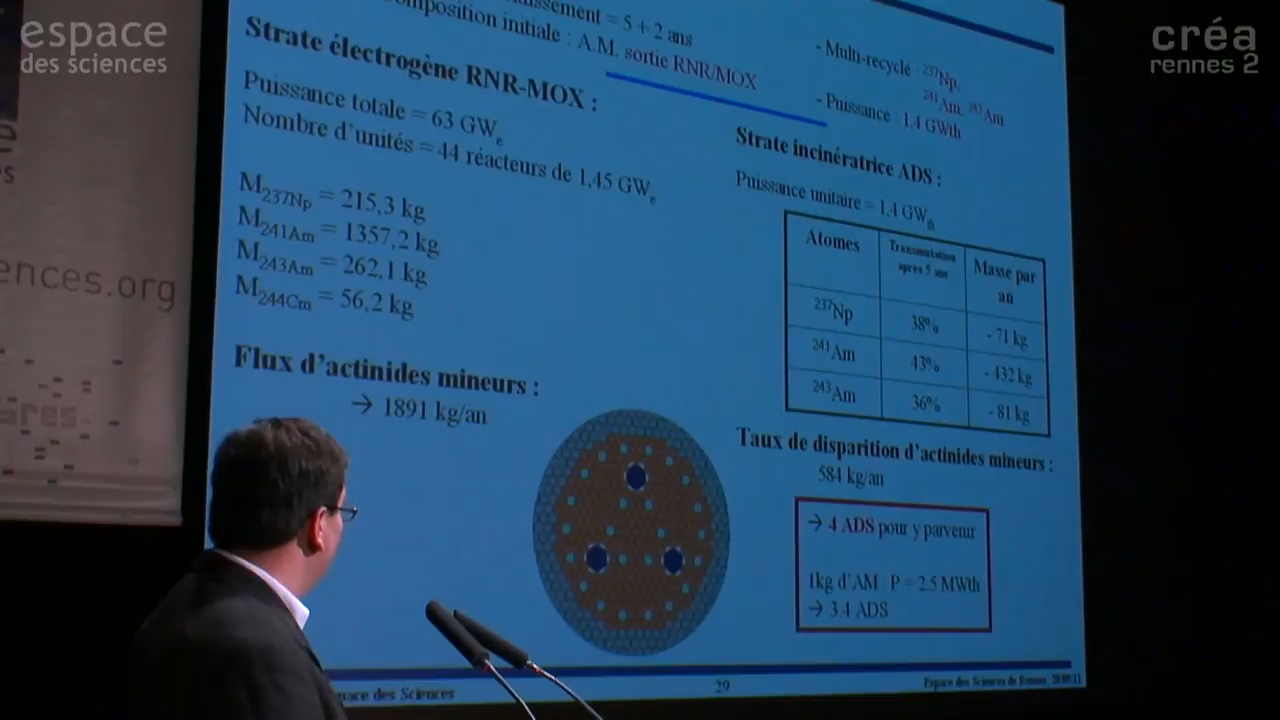 espace
des sciences
créa
rennes 2
ences.org
ares
issement = 5 + 2 ans
omposition initiale : A.M. sortie RNR/MOX
Strate électrogène RNR-MOX :
Puissance totale = 63 GWe
Nombre d'unités = 44 réacteurs de 1,45 GWe
M237Np = 215,3 kg
M241Am = 1357,2 kg
M243Am = 262,1 kg
M244Cm = 56,2 kg
Flux d'actinides mineurs :
→ 1891 kg/an
- Multi-recycle : 237Np,
241Am, 243Am
- Puissance : 1,4 GWth
Strate incinératrice ADS :
Puissance unitaire = 1,4 GWth
Atomes Transmutation après 5 ans Masse par an
237Np 38% - 71 kg
241Am 43% - 432 kg
243Am 36% - 81 kg
Taux de disparition d'actinides mineurs :
584 kg/an
→ 4 ADS pour y parvenir
1kg d'AM : P = 2.5 MWth
→ 3.4 ADS
pace des Sciences
29
Espace des Sciences de Rennes,